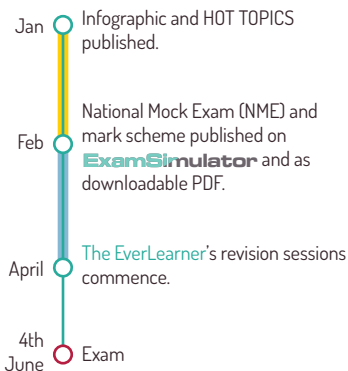 Jan
Infographic and HOT TOPICS
published.
Feb
National Mock Exam (NME) and
mark scheme published on
ExamSimulator and as
downloadable PDF.
April
The EverLearner's revision sessions
commence.
4th
June
Exam